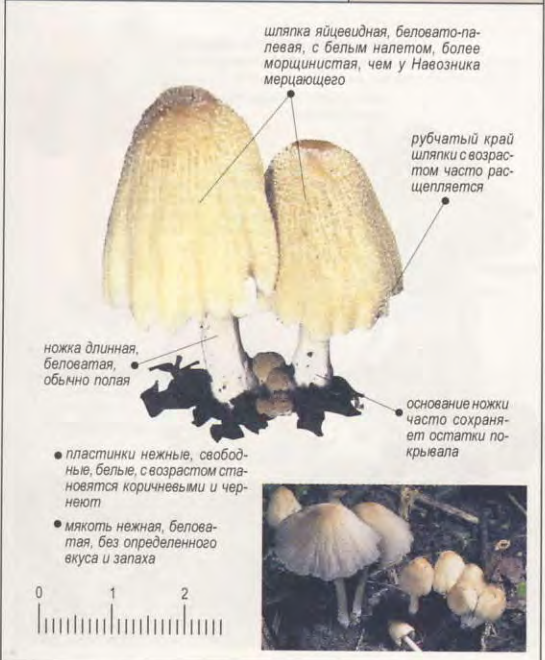 шляпка яйцевидная, беловато-па-
левая, с белым налетом, более
морщинистая, чем у Навозника
мерцающего
рубчатый край
шляпки с возрас-
том часто рас-
щепляется
ножка длинная,
беловатая,
обычно полая
основание ножки
часто сохраня-
ет остатки по-
крывала
• пластинки нежные, свобод-
ные, белые, с возрастом ста-
новятся коричневыми и чер-
неют
• мякоть нежная, белова-
тая, без определенного
вкуса и запаха
0 1 2